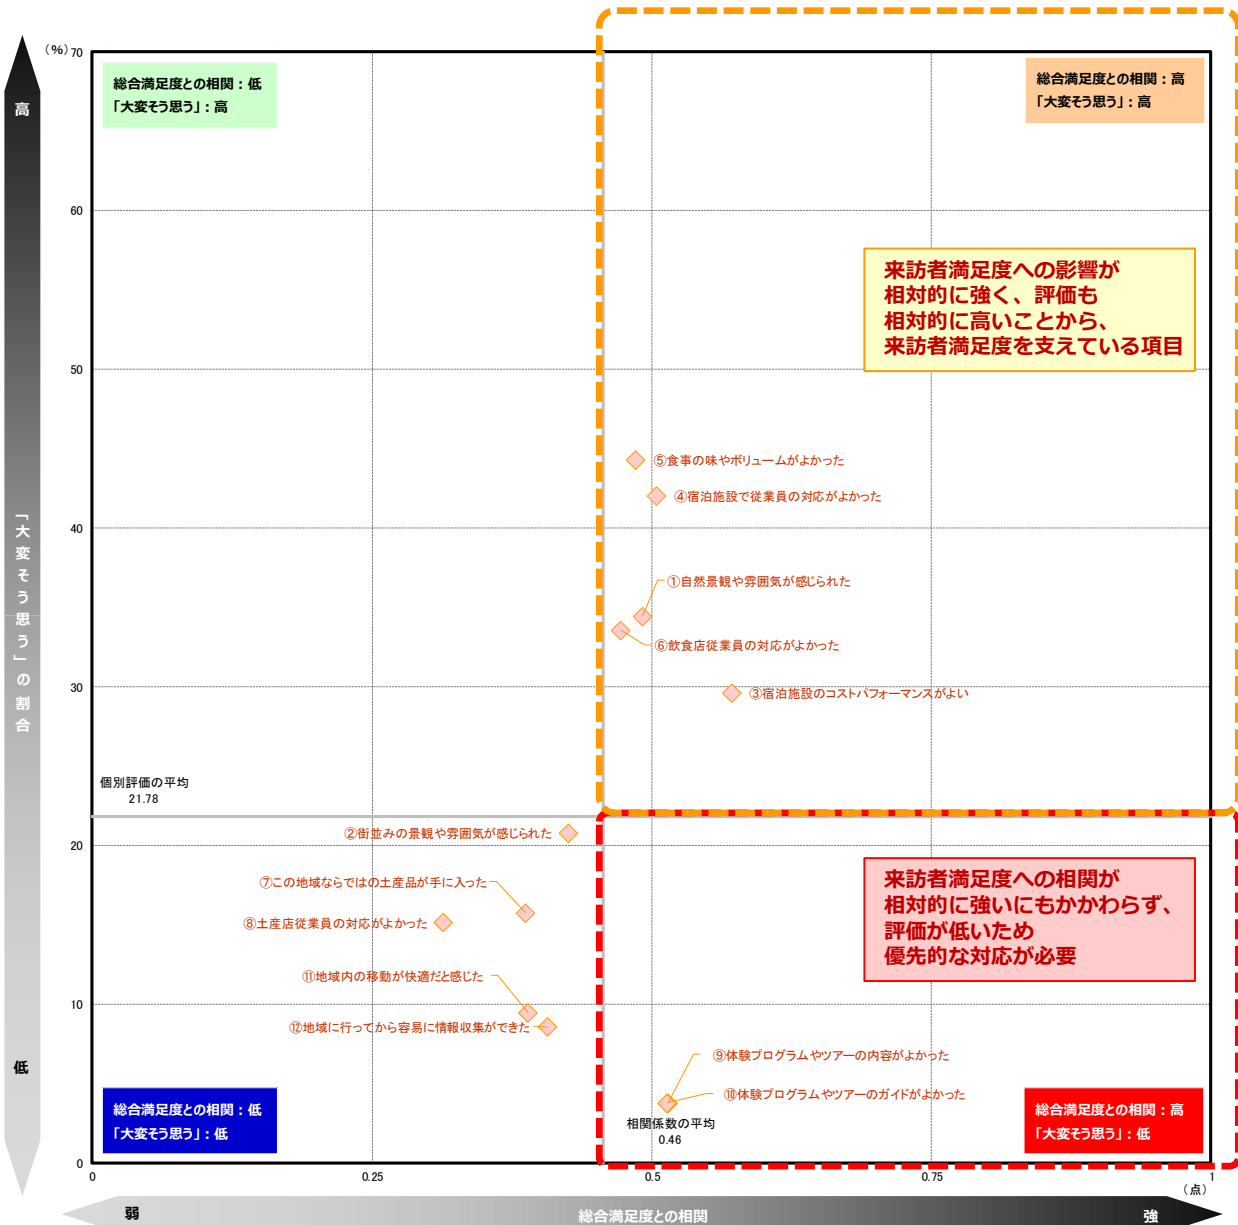 (%)
70
60
50
40
30
20
10
0
高
「大変そう思う」の割合
低
総合満足度との相関：低
「大変そう思う」：高
総合満足度との相関：高
「大変そう思う」：高
来訪者満足度への影響が
相対的に強く、評価も
相対的に高いことから、
来訪者満足度を支えている項目
⑤食事の味やボリュームがよかった
④宿泊施設で従業員の対応がよかった
①自然景観や雰囲気が感じられた
⑥飲食店従業員の対応がよかった
③宿泊施設のコストパフォーマンスがよい
個別評価の平均
21.78
②街並みの景観や雰囲気が感じられた
⑦この地域ならではの土産品が手に入った
⑧土産店従業員の対応がよかった
⑪地域内の移動が快適だと感じた
⑫地域に行ってから容易に情報収集ができた
来訪者満足度への相関が
相対的に強いにもかかわらず、
評価が低いため
優先的な対応が必要
⑨体験プログラムやツアーの内容がよかった
⑩体験プログラムやツアーのガイドがよかった
相関係数の平均
0.46
総合満足度との相関：低
「大変そう思う」：低
総合満足度との相関：高
「大変そう思う」：低
0
0.25
0.5
0.75
1
(点)
弱
総合満足度との相関
強